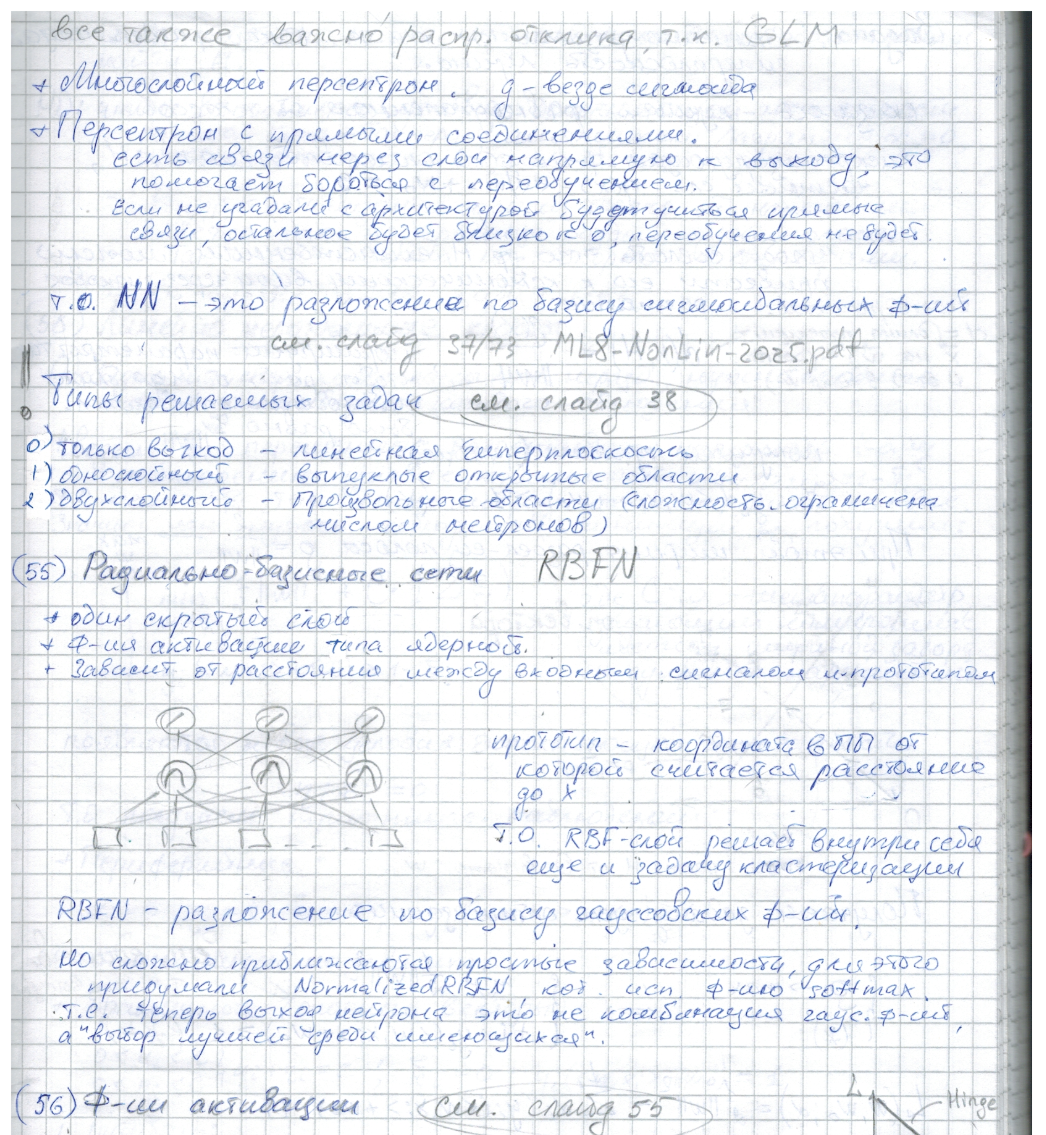 все также важно распр. отклика, т.к. GLM
+ Многослойный персептрон. g - везде сигмоида
+ Персептрон с прямыми соединениями.
есть связи через слои напрямую к выходу, это
помогает бороться с переобучением.
Если не угадали с архитектурой будут учиться прямые
связи, остальное будет близко к 0, переобучения не будет.
т.о. NN - это разложение по базису сигмоидальных ф-ий
см. слайд 37/73 ML8-NonLin-2025.pdf
Типы решаемых задач см. слайд 38
0) только выход - линейная гиперплоскость
1) однослойный - выпуклые открытые области
2) двухслойный - Произвольные области (сложность ограничена
числом нейронов)
(55) Радиально-базисные сети RBFN
+ один скрытый слой
+ Ф-ия активации типа ядерной.
+ Зависит от расстояния между входным сигналом и прототипом
прототип - координата в ПП от
которой считается расстояние
до x
Т.О. RBF-слой решает внутри себя
еще и задачу кластеризации
RBFN - разложение по базису гауссовских ф-ий.
Но сложно приближаются простые зависимости, для этого
придумали Normalized RBFN, кот. исп ф-ию softmax.
т.е. теперь выход нейрона это не комбинация гаус. ф-ий,
а "выбор лучшей среди имеющихся".
(56) Ф-ии активации см. слайд 55
L
Hinge